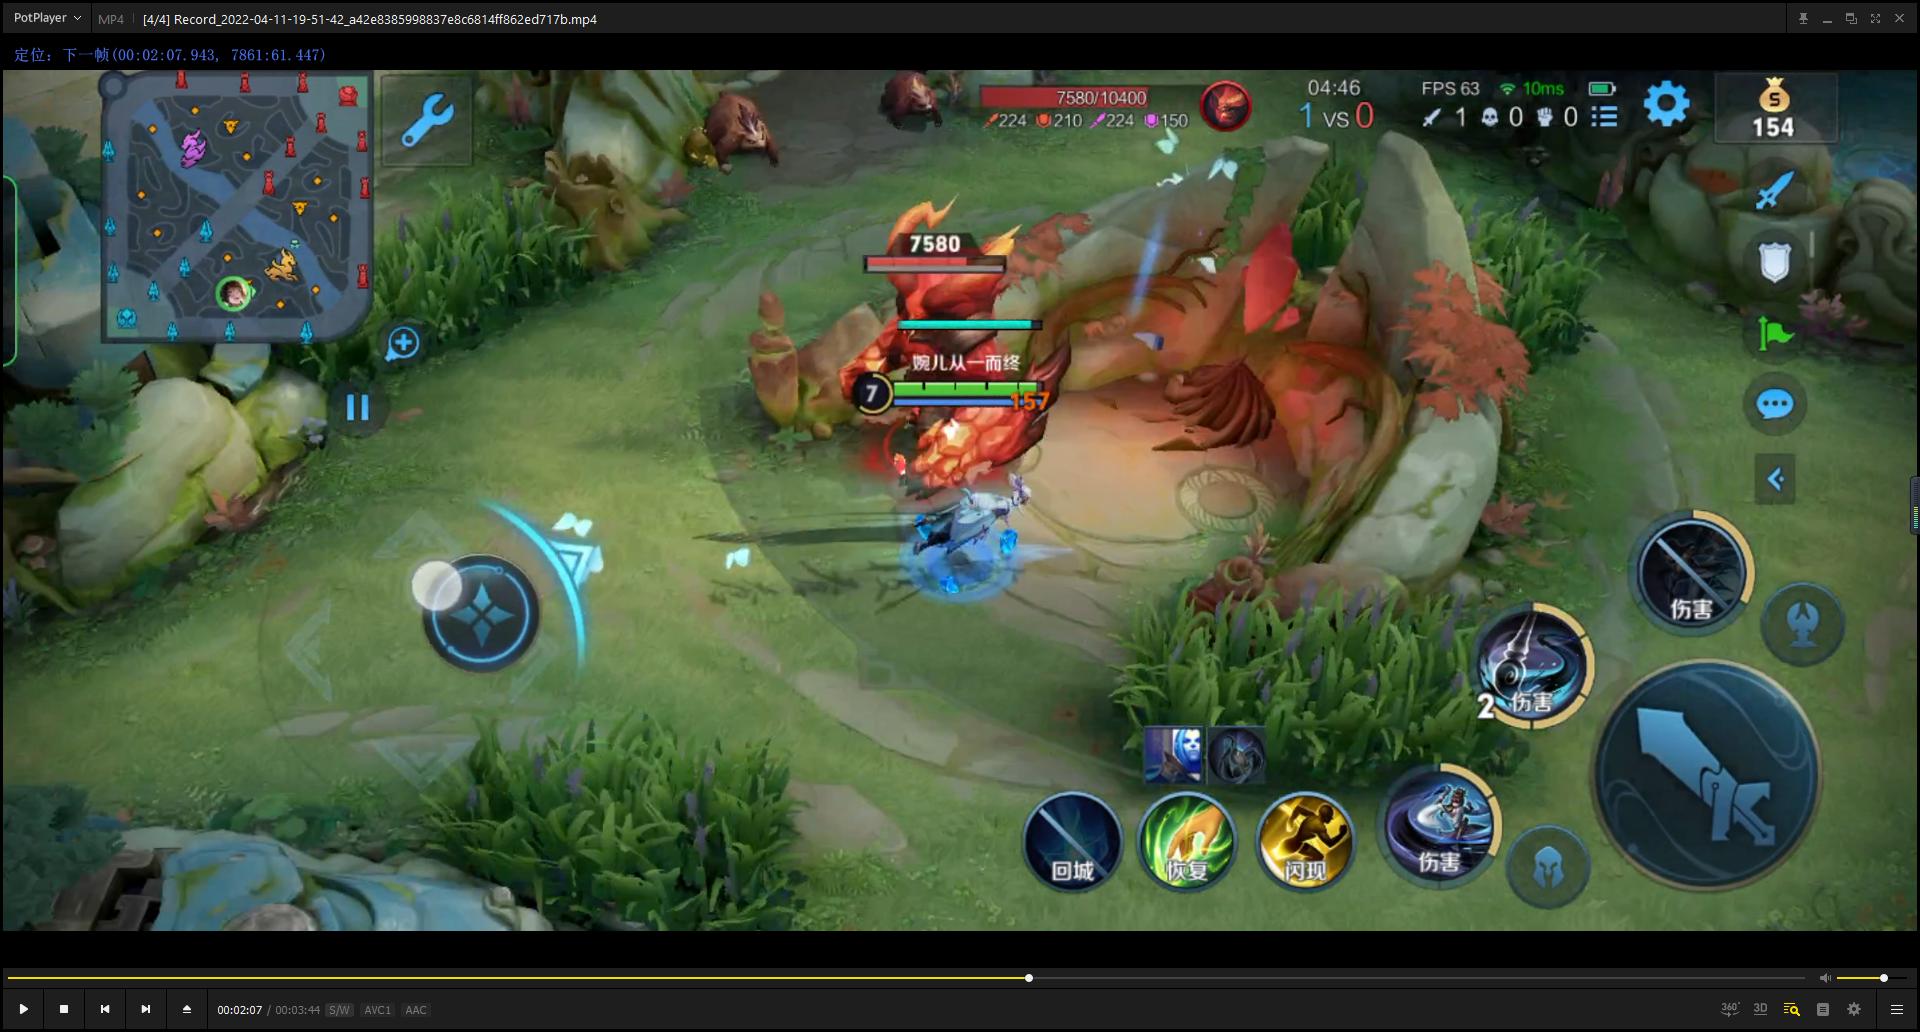 PotPlayer MP4 [4/4] Record_2022-04-11-19-51-42_a42e8385998837e8c6814ff862ed717b.mp4
定位: 下一帧(00:02:07.943, 7861:61.447)
7580/10400
224 210 224 150
04:46
1 VS 0
FPS 63 10ms
1 0 0
S
154
7580
婉儿从一而终
7
157
伤害
2 伤害
伤害
回城 恢复 闪现
00:02:07 / 00:03:44 S/W AVC1 AAC
360° 3D